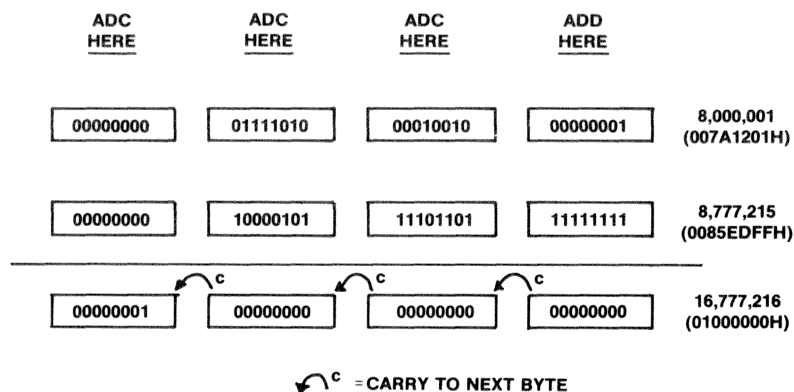 ADC ADC ADC ADD
HERE HERE HERE HERE
00000000 01111010 00010010 00000001 8,000,001
(007A1201H)
00000000 10000101 11101101 11111111 8,777,215
(0085EDFFH)
c c c
00000001 00000000 00000000 00000000 16,777,216
(01000000H)
c = CARRY TO NEXT BYTE